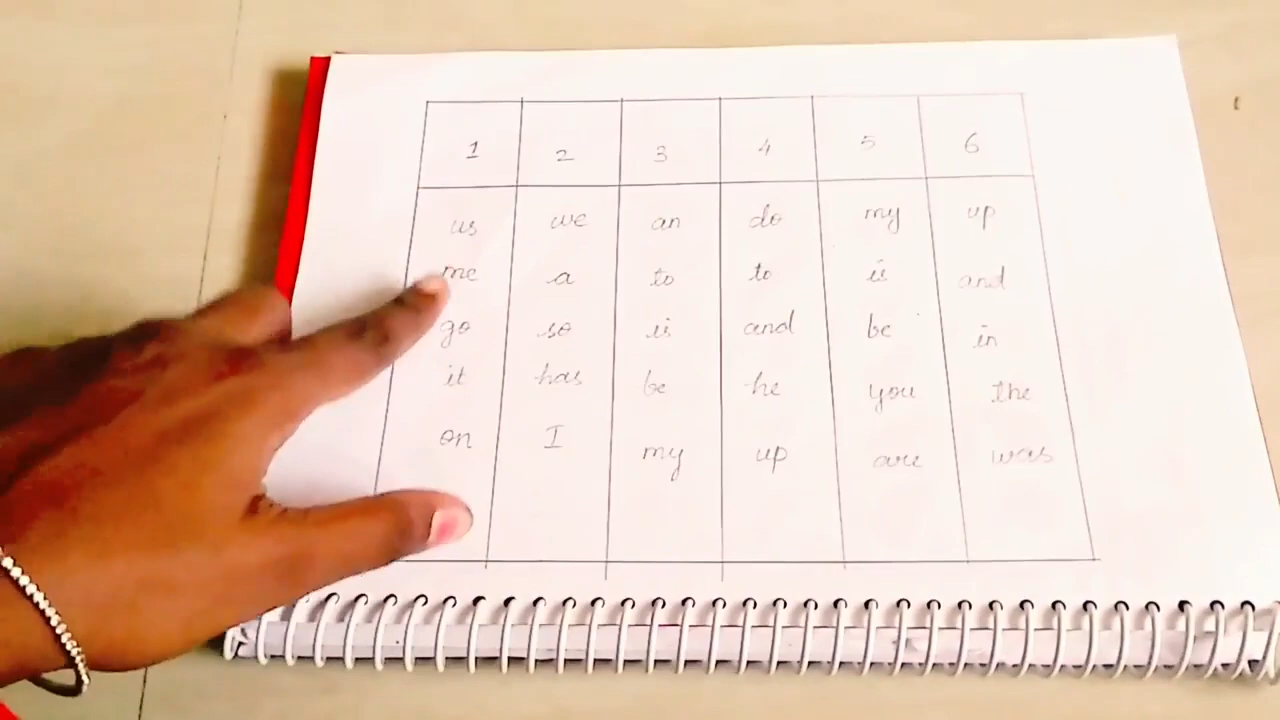 1 2 3 4 5 6
us we an do my up
me a to to is and
go so is and be in
it has be he you the
on I my up are was